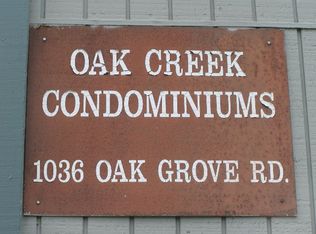 OAK CREEK
CONDOMINIUMS
1036 OAK GROVE RD.